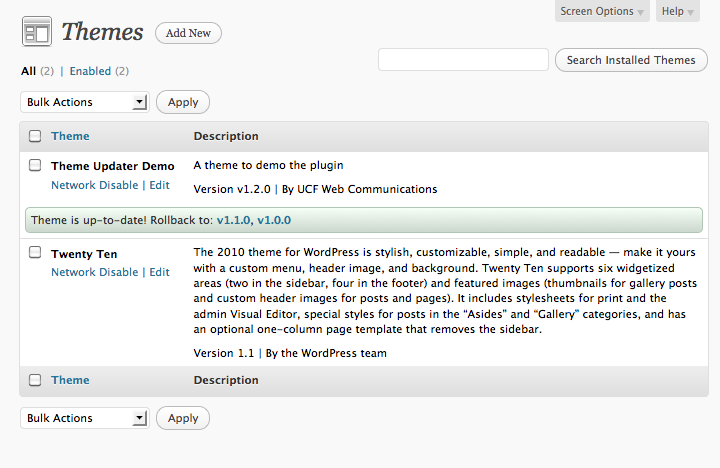 Screen Options Help
Themes Add New
All (2) | Enabled (2)
Search Installed Themes
Bulk Actions Apply
Theme Description
Theme Updater Demo A theme to demo the plugin
Network Disable | Edit
Version v1.2.0 | By UCF Web Communications
Theme is up-to-date! Rollback to: v1.1.0, v1.0.0
Twenty Ten The 2010 theme for WordPress is stylish, customizable, simple, and readable — make it yours
Network Disable | Edit with a custom menu, header image, and background. Twenty Ten supports six widgetized
areas (two in the sidebar, four in the footer) and featured images (thumbnails for gallery posts
and custom header images for posts and pages). It includes stylesheets for print and the
admin Visual Editor, special styles for posts in the “Asides” and “Gallery” categories, and has
an optional one-column page template that removes the sidebar.
Version 1.1 | By the WordPress team
Theme Description
Bulk Actions Apply